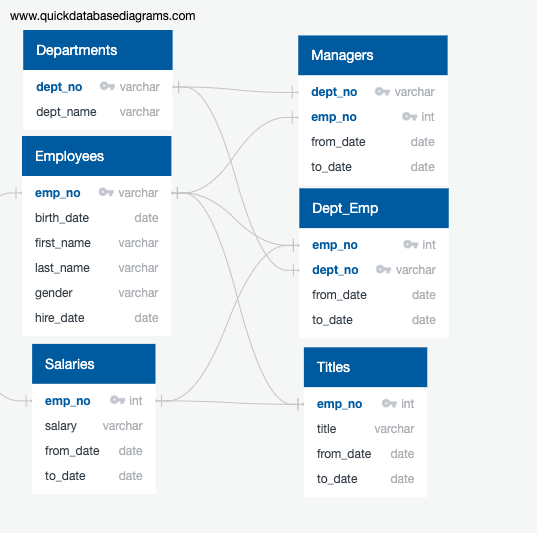 www.quickdatabasediagrams.com
Departments
dept_no varchar
dept_name varchar
Employees
emp_no varchar
birth_date date
first_name varchar
last_name varchar
gender varchar
hire_date date
Salaries
emp_no int
salary varchar
from_date date
to_date date
Managers
dept_no varchar
emp_no int
from_date date
to_date date
Dept_Emp
emp_no int
dept_no varchar
from_date date
to_date date
Titles
emp_no int
title varchar
from_date date
to_date date